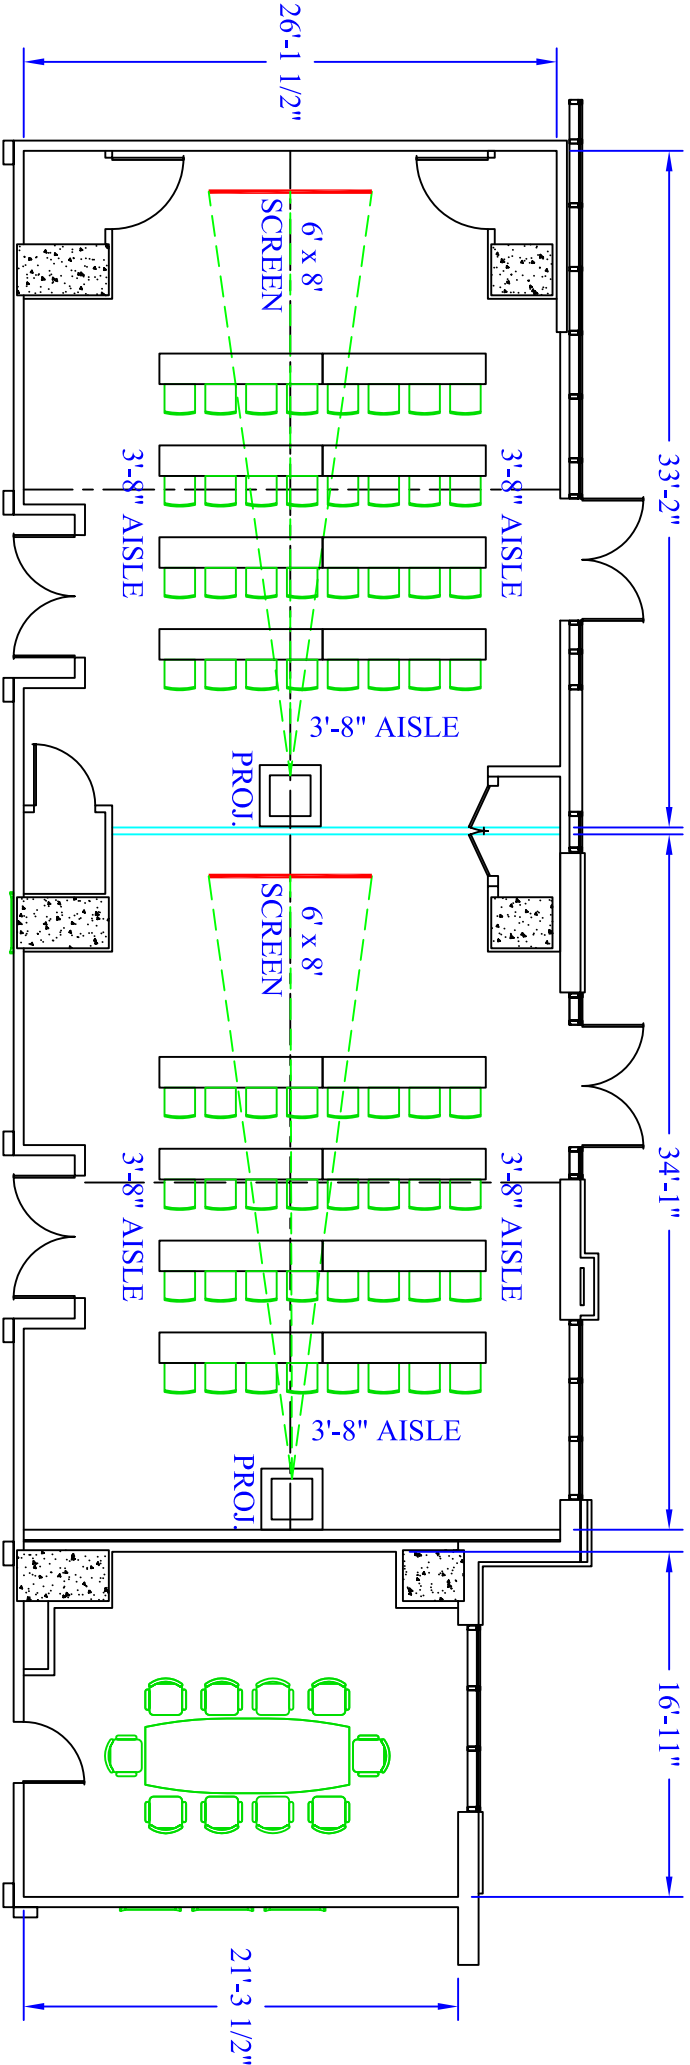 26'-1 1/2"
6' x 8'
SCREEN
33'-2"
3'-8" AISLE
3'-8" AISLE
3'-8" AISLE
PROJ.
6' x 8'
SCREEN
34'-1"
3'-8" AISLE
3'-8" AISLE
3'-8" AISLE
PROJ.
16'-11"
21'-3 1/2"